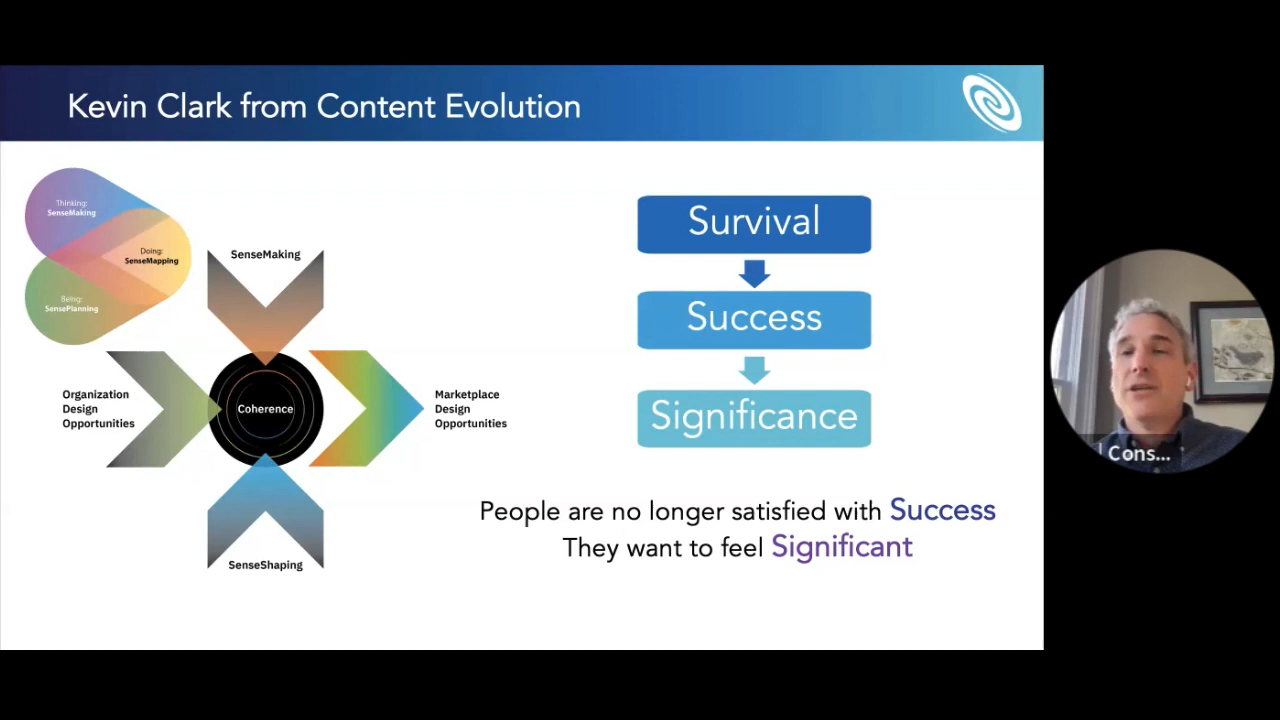 Kevin Clark from Content Evolution
Thinking:
SenseMaking
Doing:
SenseMapping
Being:
SensePlanning
SenseMaking
Organization
Design
Opportunities
Coherence
Marketplace
Design
Opportunities
SenseShaping
Survival
Success
Significance
People are no longer satisfied with Success
They want to feel Significant
Cons...